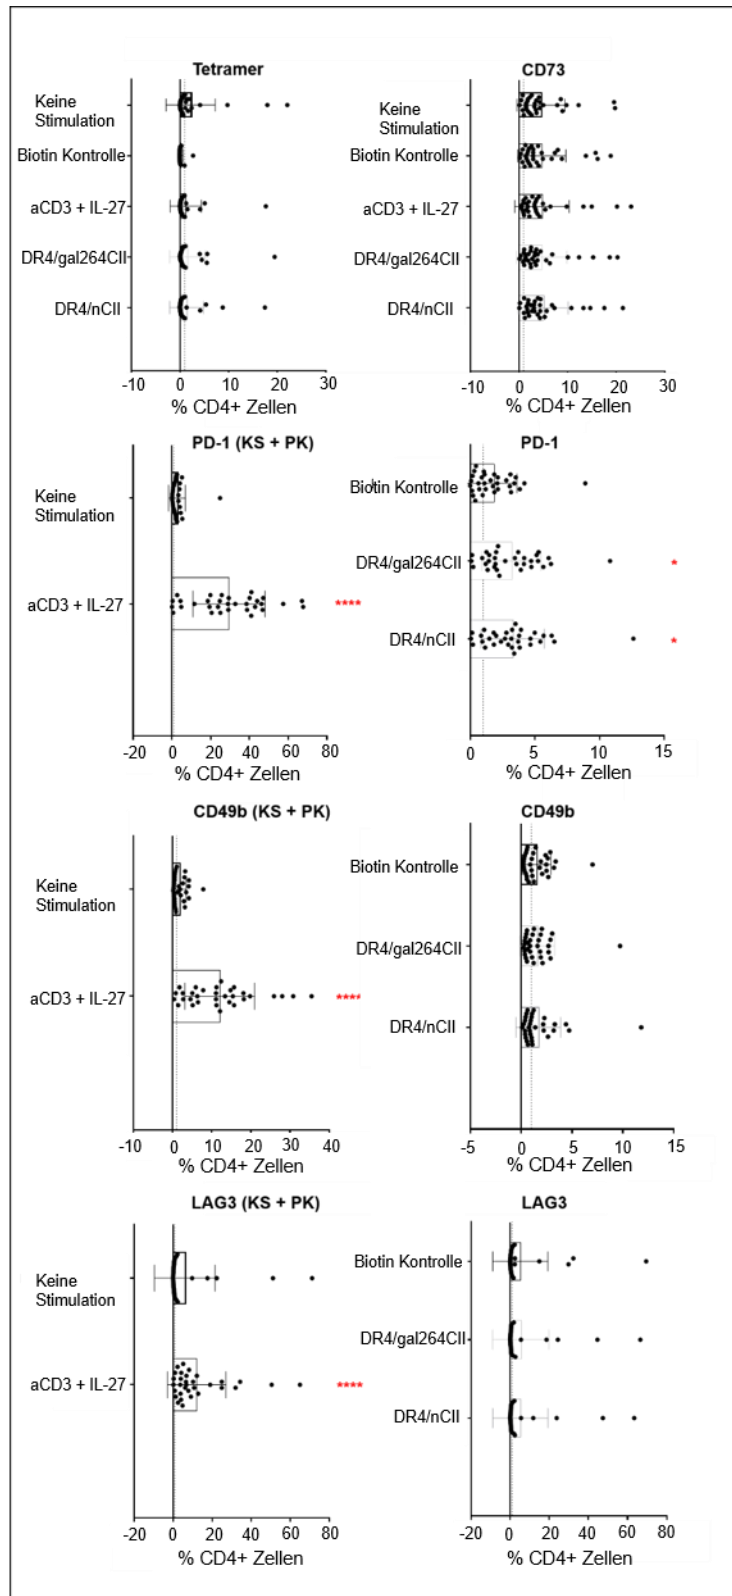 Tetramer
Keine
Stimulation
Biotin Kontrolle
aCD3 + IL-27
DR4/gal264CII
DR4/nCII
-10 0 10 20 30
% CD4+ Zellen
CD73
Keine
Stimulation
Biotin Kontrolle
aCD3 + IL-27
DR4/gal264CII
DR4/nCII
-10 0 10 20 30
% CD4+ Zellen
PD-1 (KS + PK)
Keine
Stimulation
aCD3 + IL-27
****
-20 0 20 40 60 80
% CD4+ Zellen
PD-1
Biotin Kontrolle
DR4/gal264CII
*
DR4/nCII
*
0 5 10 15
% CD4+ Zellen
CD49b (KS + PK)
Keine
Stimulation
aCD3 + IL-27
****
-10 0 10 20 30 40
% CD4+ Zellen
CD49b
Biotin Kontrolle
DR4/gal264CII
DR4/nCII
-5 0 5 10 15
% CD4+ Zellen
LAG3 (KS + PK)
Keine
Stimulation
aCD3 + IL-27
****
-20 0 20 40 60 80
% CD4+ Zellen
LAG3
Biotin Kontrolle
DR4/gal264CII
DR4/nCII
-20 0 20 40 60 80
% CD4+ Zellen